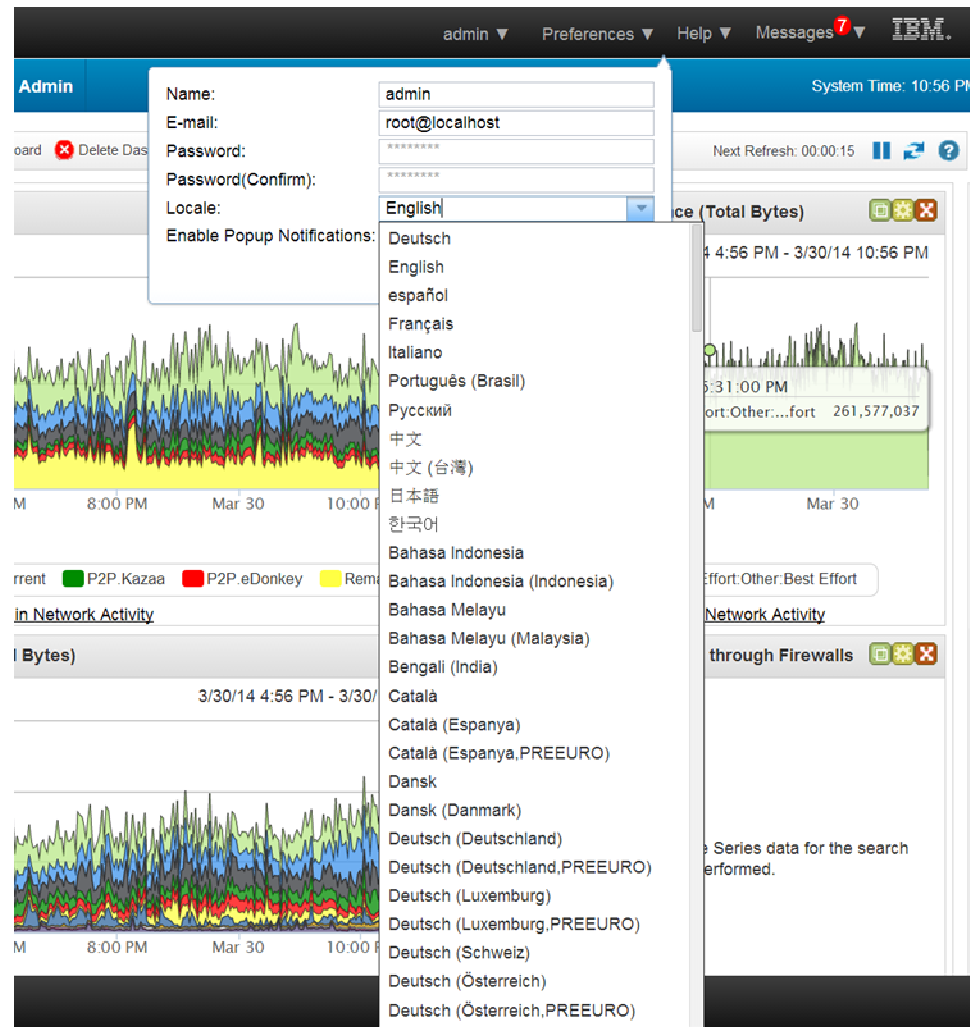 admin ▼ Preferences ▼ Help ▼ Messages 7 ▼ IBM.
Admin
System Time: 10:56 PM
Name: admin
E-mail: root@localhost
Password: ********
Password(Confirm): ********
Locale: English
Enable Popup Notifications:
oard Delete Das
Next Refresh: 00:00:15
ce (Total Bytes)
4:56 PM - 3/30/14 10:56 PM
:31:00 PM
ort:Other:...fort 261,577,037
Deutsch
English
español
Français
Italiano
Português (Brasil)
Русский
中文
中文 (台灣)
日本語
한국어
Bahasa Indonesia
Bahasa Indonesia (Indonesia)
Bahasa Melayu
Bahasa Melayu (Malaysia)
Bengali (India)
Català
Català (Espanya)
Català (Espanya,PREEURO)
Dansk
Dansk (Danmark)
Deutsch (Deutschland)
Deutsch (Deutschland,PREEURO)
Deutsch (Luxemburg)
Deutsch (Luxemburg,PREEURO)
Deutsch (Schweiz)
Deutsch (Österreich)
Deutsch (Österreich,PREEURO)
M 8:00 PM Mar 30 10:00 P
M Mar 30
rrent P2P.Kazaa P2P.eDonkey Rema
Effort:Other:Best Effort
in Network Activity
Network Activity
l Bytes)
through Firewalls
3/30/14 4:56 PM - 3/30/
e Series data for the search
erformed.
M 8:00 PM Mar 30 10:00 P